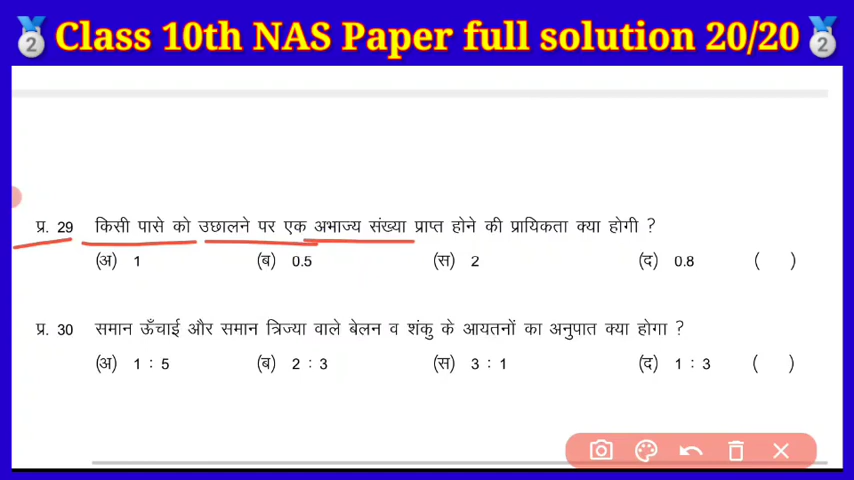 Class 10th NAS Paper full solution 20/20
प्र. 29 किसी पासे को उछालने पर एक अभाज्य संख्या प्राप्त होने की प्रायिकता क्या होगी ?
(अ) 1 (ब) 0.5 (स) 2 (द) 0.8 ( )
प्र. 30 समान ऊँचाई और समान त्रिज्या वाले बेलन व शंकु के आयतनों का अनुपात क्या होगा ?
(अ) 1 : 5 (ब) 2 : 3 (स) 3 : 1 (द) 1 : 3 ( )